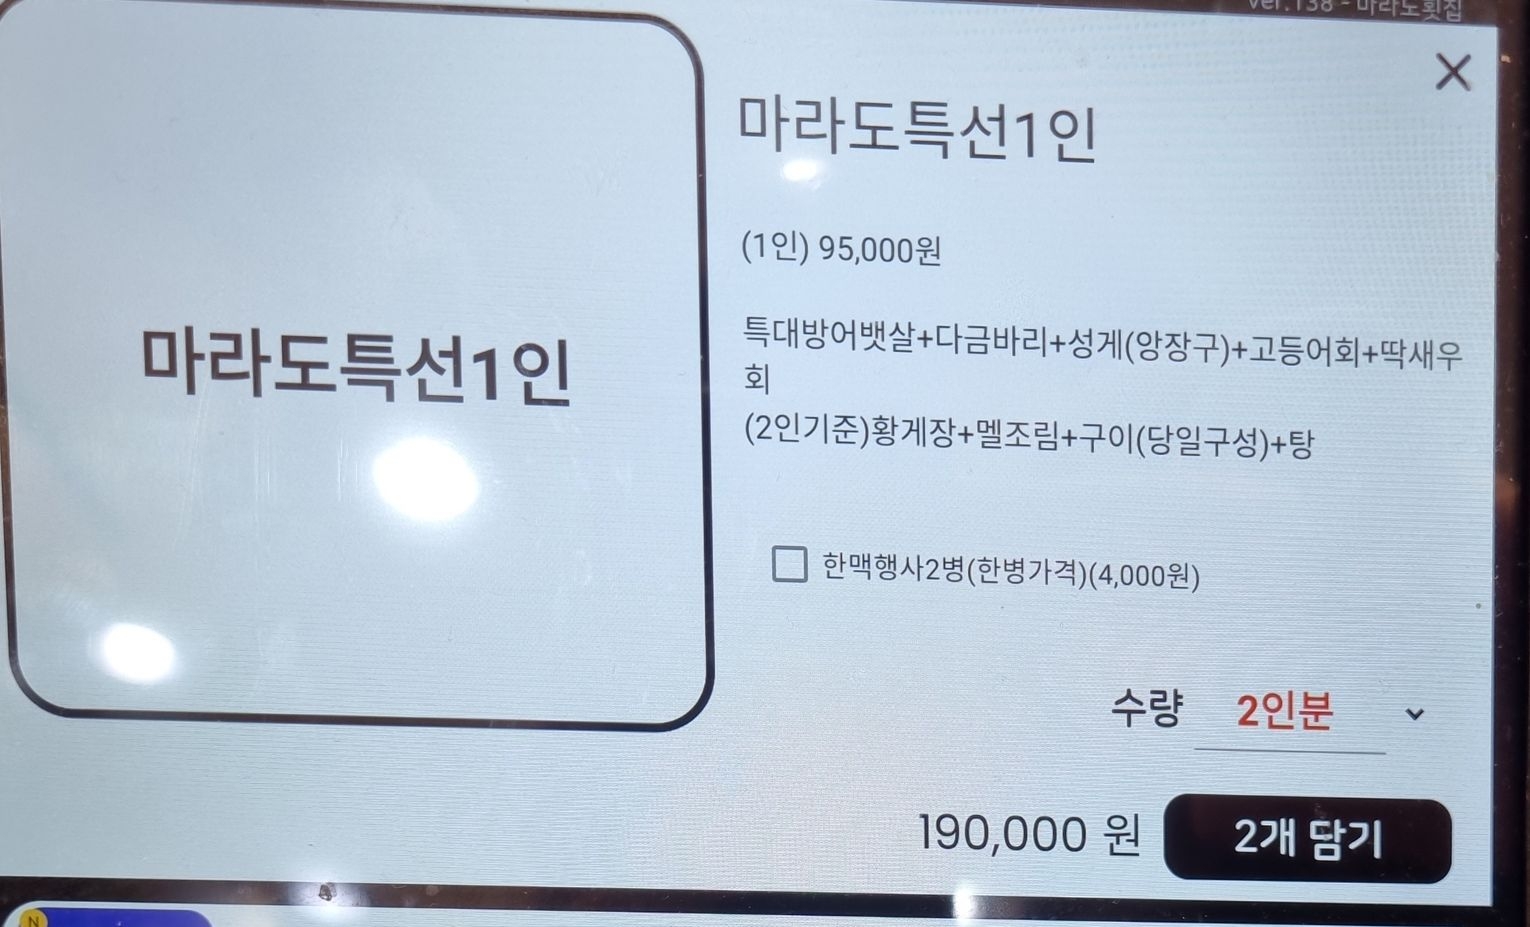 ver.138 - 마라도횟집
마라도특선1인
마라도특선1인
(1인) 95,000원
특대방어뱃살+다금바리+성게(앙장구)+고등어회+딱새우
회
(2인기준)황게장+멜조림+구이(당일구성)+탕
한맥행사2병(한병가격)(4,000원)
수량 2인분
190,000 원 2개 담기
N